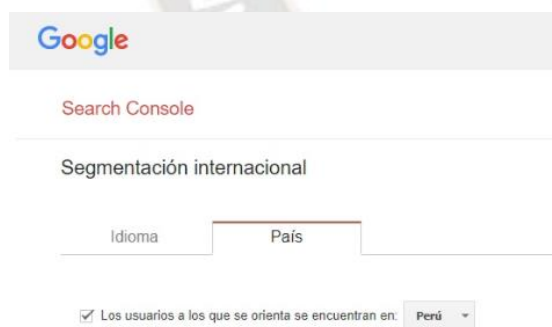 Google
Search Console
Segmentación internacional
Idioma País
Los usuarios a los que se orienta se encuentran en: Perú